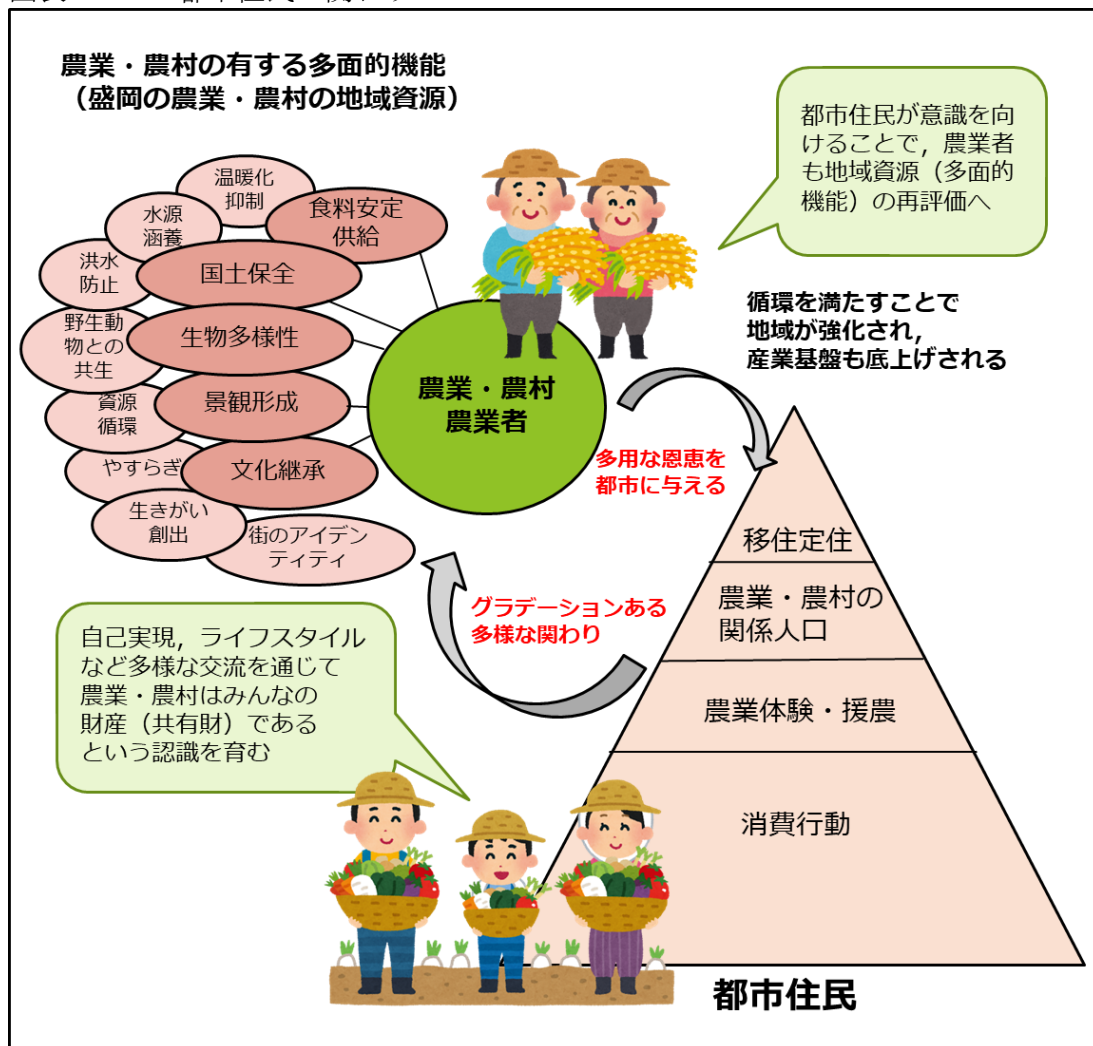 農業・農村の有する多面的機能
（盛岡の農業・農村の地域資源）
都市住民が意識を向
けることで，農業者
も地域資源（多面的
機能）の再評価へ
温暖化
抑制
食料安定
供給
水源
涵養
国土保全
洪水
防止
生物多様性
野生動
物との
共生
景観形成
資源
循環
文化継承
やすらぎ
生きがい
創出
街のアイデン
ティティ
農業・農村
農業者
循環を満たすことで
地域が強化され，
産業基盤も底上げされる
多用な恩恵を
都市に与える
グラデーションある
多様な関わり
移住定住
農業・農村の
関係人口
農業体験・援農
消費行動
自己実現，ライフスタイル
など多様な交流を通じて
農業・農村はみんなの
財産（共有財）である
という認識を育む
都市住民